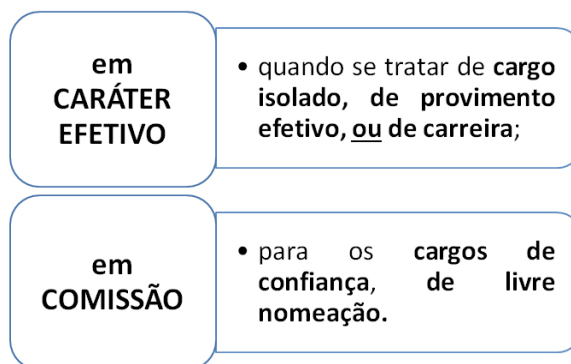 em
CARÁTER
EFETIVO
• quando se tratar de cargo
isolado, de provimento
efetivo, ou de carreira;
em
COMISSÃO
• para os cargos de
confiança, de livre
nomeação.